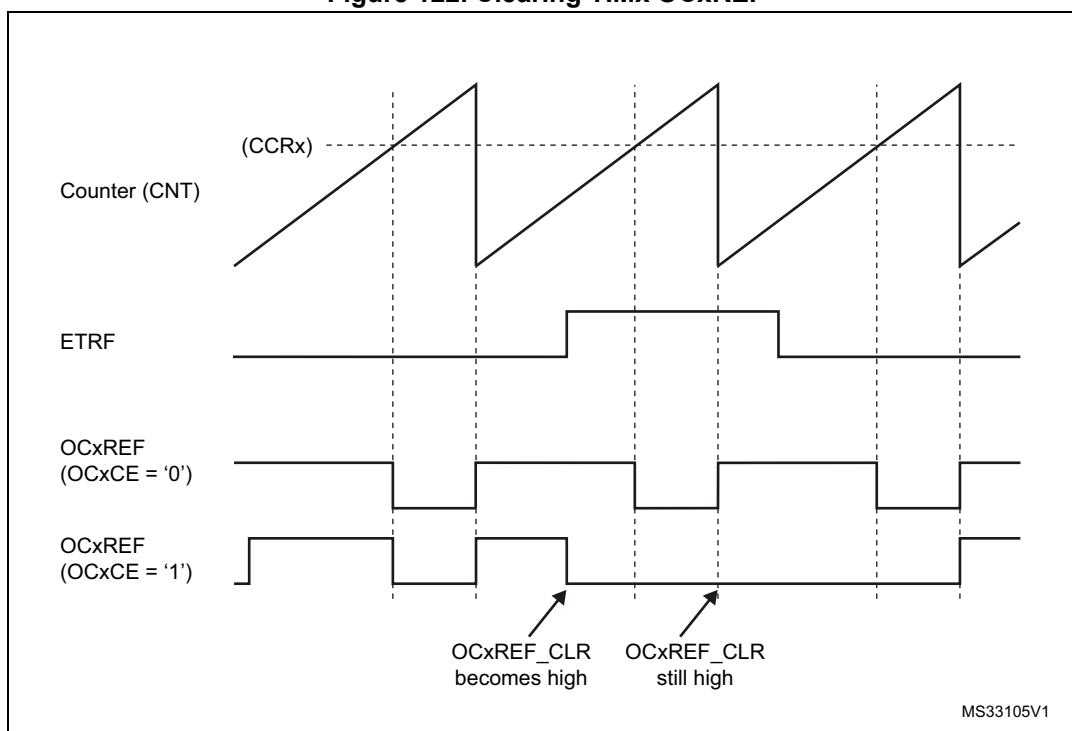 Figure 122. Clearing TIMx OCxREF
(CCRx)
Counter (CNT)
ETRF
OCxREF
(OCxCE = ‘0’)
OCxREF
(OCxCE = ‘1’)
OCxREF_CLR
becomes high
OCxREF_CLR
still high
MS33105V1